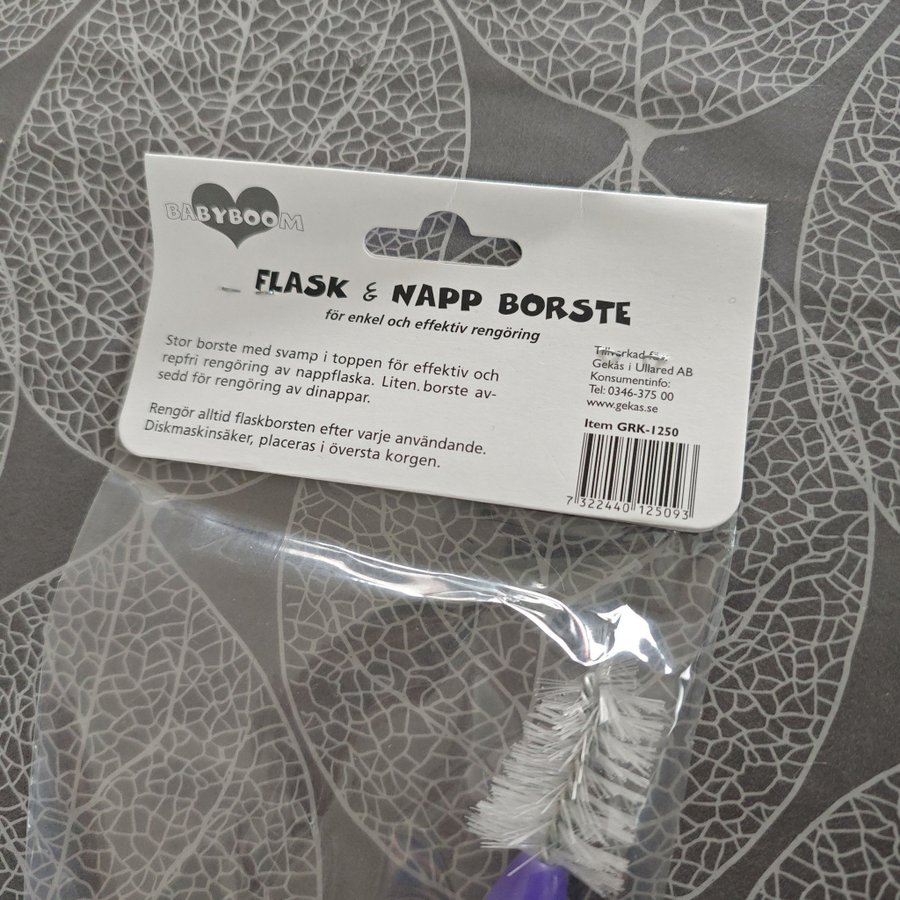 BABYBOOM
FLASK & NAPP BORSTE
för enkel och effektiv rengöring
Stor borste med svamp i toppen för effektiv och
repfri rengöring av nappflaska. Liten borste av-
sedd för rengöring av dinappar.
Rengör alltid flaskborsten efter varje användande.
Diskmaskinsäker, placeras i översta korgen.
Tillverkad för:
Gekås i Ullared AB
Konsumentinfo:
Tel: 0346-375 00
www.gekas.se
Item GRK-1250
7 322440 125093